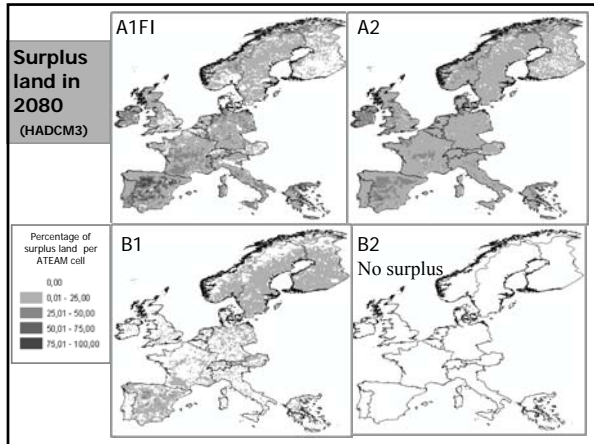 Surplus
land in
2080
(HADCM3)
A1FI
A2
Percentage of
surplus land per
ATEAM cell
0,00
0,01 - 25,00
25,01 - 50,00
50,01 - 75,00
75,01 - 100,00
B1
B2
No surplus